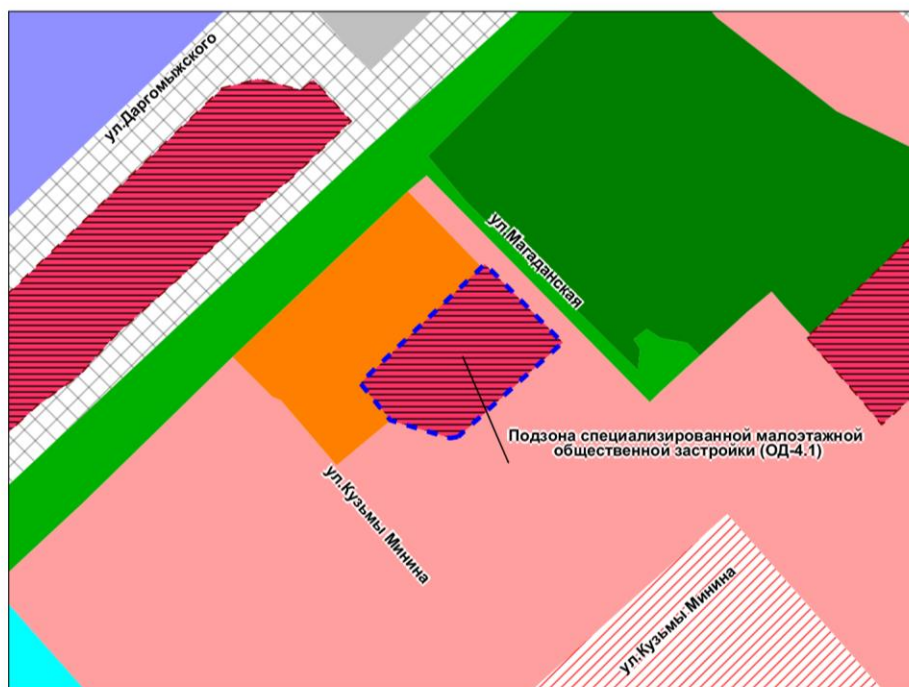 ул.Даргомыжского
ул.Магаданская
Подзона специализированной малоэтажной
общественной застройки (ОД-4.1)
ул.Кузьмы Минина
ул.Кузьмы Минина